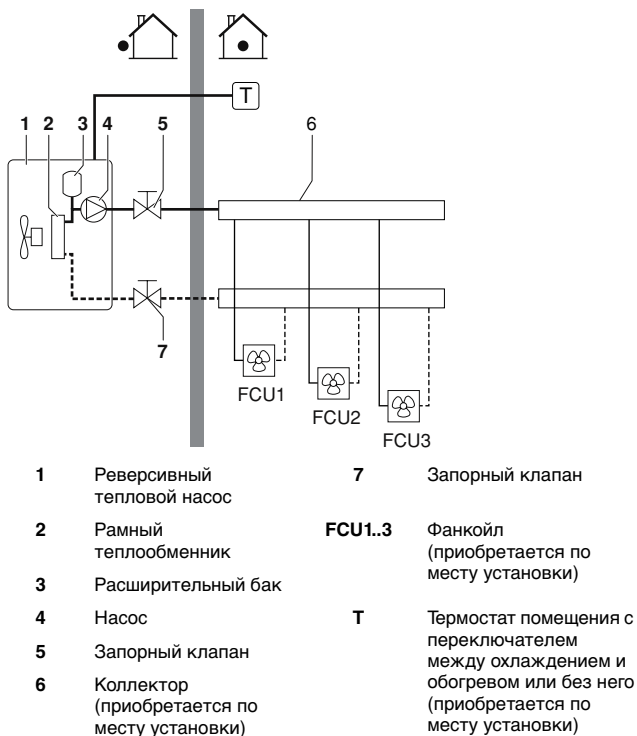 T
1 2 3 4 5 6
7
FCU1
FCU2
FCU3
1 Реверсивный
тепловой насос
2 Рамный
теплообменник
3 Расширительный бак
4 Насос
5 Запорный клапан
6 Коллектор
(приобретается по
месту установки)
7 Запорный клапан
FCU1..3 Фанкойл
(приобретается по
месту установки)
T Термостат помещения с
переключателем
между охлаждением и
обогревом или без него
(приобретается по
месту установки)